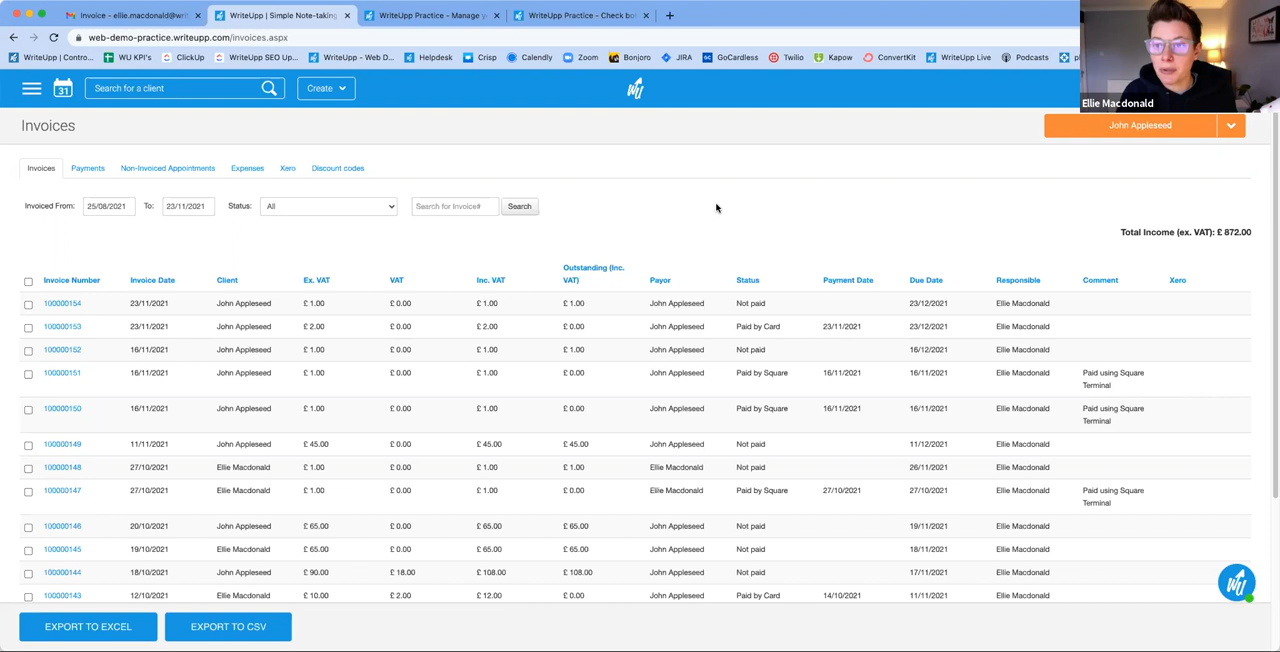 Invoice - ellie.macdonald@wri
WriteUpp | Simple Note-taking
WriteUpp Practice - Manage y
WriteUpp Practice - Check bo
web-demo-practice.writeupp.com/invoices.aspx
WriteUpp | Contro...
WU KPI's
ClickUp
WriteUpp SEO Up...
WriteUpp - Web D...
Helpdesk
Crisp
Calendly
Zoom
Bonjoro
JIRA
GoCardless
Twilio
Kapow
ConvertKit
WriteUpp Live
Podcasts
Ellie Macdonald
31
Search for a client
Create
Invoices
John Appleseed
Invoices Payments Non-Invoiced Appointments Expenses Xero Discount codes
Invoiced From: 25/08/2021 To: 23/11/2021 Status: All Search for Invoice# Search
Total Income (ex. VAT): £ 872.00
Invoice Number Invoice Date Client Ex. VAT VAT Inc. VAT Outstanding (Inc. VAT) Payor Status Payment Date Due Date Responsible Comment Xero
100000154 23/11/2021 John Appleseed £ 1.00 £ 0.00 £ 1.00 £ 1.00 John Appleseed Not paid 23/12/2021 Ellie Macdonald
100000153 23/11/2021 John Appleseed £ 2.00 £ 0.00 £ 2.00 £ 0.00 John Appleseed Paid by Card 23/11/2021 23/12/2021 Ellie Macdonald
100000152 16/11/2021 John Appleseed £ 1.00 £ 0.00 £ 1.00 £ 1.00 John Appleseed Not paid 16/12/2021 Ellie Macdonald
100000151 16/11/2021 John Appleseed £ 1.00 £ 0.00 £ 1.00 £ 0.00 John Appleseed Paid by Square 16/11/2021 16/11/2021 Ellie Macdonald Paid using Square Terminal
100000150 16/11/2021 John Appleseed £ 1.00 £ 0.00 £ 1.00 £ 0.00 John Appleseed Paid by Square 16/11/2021 16/11/2021 Ellie Macdonald Paid using Square Terminal
100000149 11/11/2021 John Appleseed £ 45.00 £ 0.00 £ 45.00 £ 45.00 John Appleseed Not paid 11/12/2021 Ellie Macdonald
100000148 27/10/2021 Ellie Macdonald £ 1.00 £ 0.00 £ 1.00 £ 1.00 Ellie Macdonald Not paid 26/11/2021 Ellie Macdonald
100000147 27/10/2021 Ellie Macdonald £ 1.00 £ 0.00 £ 1.00 £ 0.00 Ellie Macdonald Paid by Square 27/10/2021 27/10/2021 Ellie Macdonald Paid using Square Terminal
100000146 20/10/2021 John Appleseed £ 65.00 £ 0.00 £ 65.00 £ 65.00 John Appleseed Not paid 19/11/2021 Ellie Macdonald
100000145 19/10/2021 Ellie Macdonald £ 65.00 £ 0.00 £ 65.00 £ 65.00 John Appleseed Not paid 18/11/2021 Ellie Macdonald
100000144 18/10/2021 John Appleseed £ 90.00 £ 18.00 £ 108.00 £ 108.00 John Appleseed Not paid 17/11/2021 Ellie Macdonald
100000143 12/10/2021 Ellie Macdonald £ 10.00 £ 2.00 £ 12.00 £ 0.00 John Appleseed Paid by Card 14/10/2021 11/11/2021 Ellie Macdonald
EXPORT TO EXCEL
EXPORT TO CSV